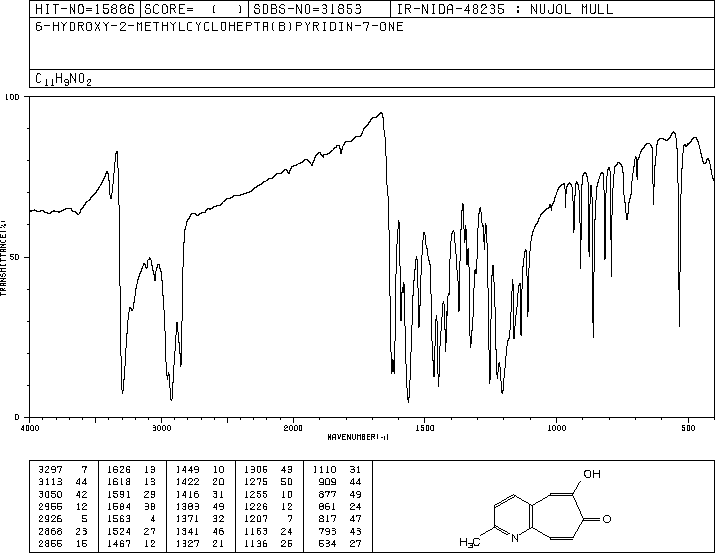 HIT-NO=15886 SCORE= ( ) SDBS-NO=31853 IR-NIDA-48235 : NUJOL MULL
6-HYDROXY-2-METHYLCYCLOHEPTA(B)PYRIDIN-7-ONE
C11H9NO2
100
50
0
TRANSMITTANCE(%)
4000 3000 2000 1500 1000 500
WAVENUMBER(-1)
3297 7 1626 13 1449 10 1306 43 1110 31
3113 44 1618 13 1422 20 1275 50 909 44
3050 42 1591 29 1416 31 1255 10 877 49
2955 12 1584 38 1383 49 1226 12 861 24
2926 5 1563 4 1371 32 1207 7 817 47
2868 23 1524 27 1341 46 1163 24 793 43
2855 15 1467 12 1327 21 1136 25 534 27
OH
O
N
H3C